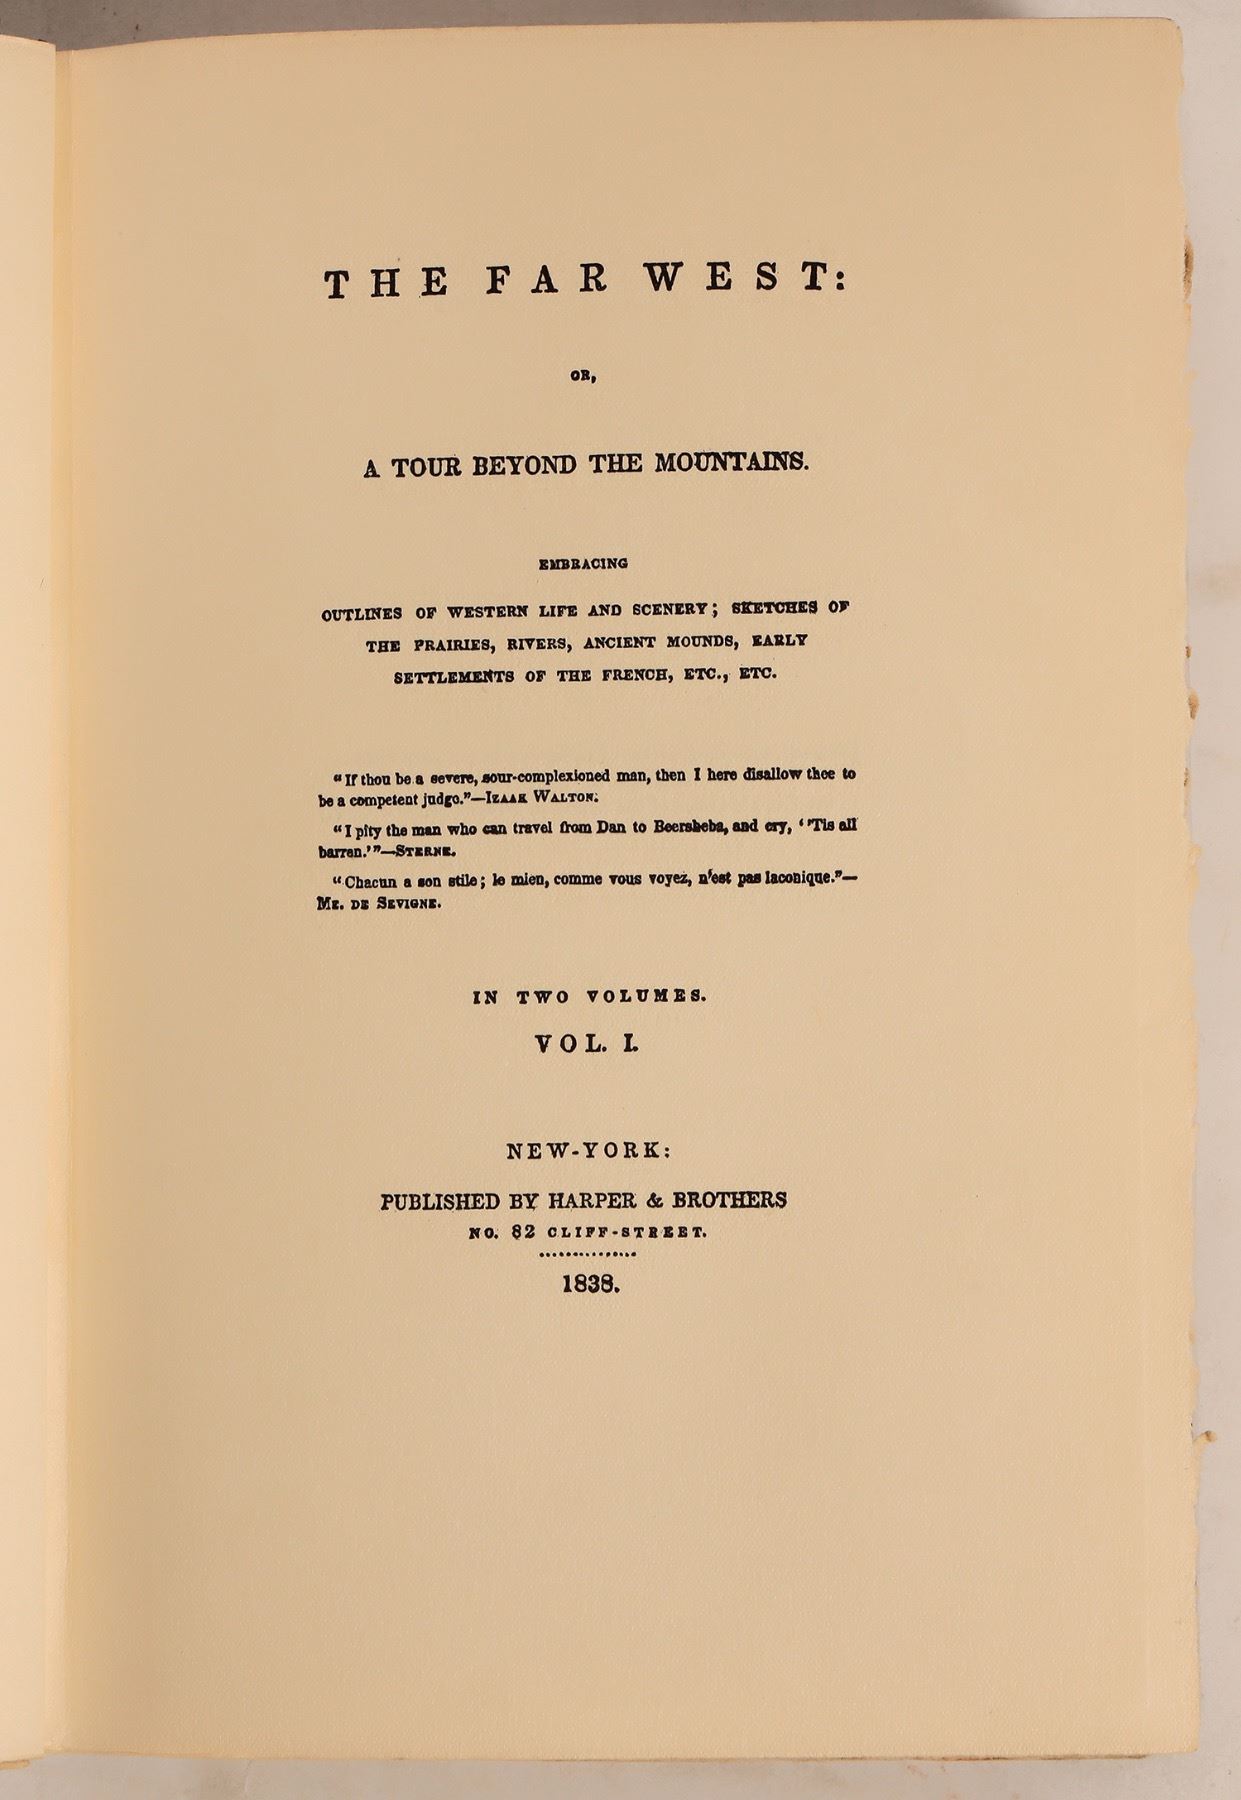 THE FAR WEST:
OR,
A TOUR BEYOND THE MOUNTAINS.
EMBRACING
OUTLINES OF WESTERN LIFE AND SCENERY; SKETCHES OF
THE PRAIRIES, RIVERS, ANCIENT MOUNDS, EARLY
SETTLEMENTS OF THE FRENCH, ETC., ETC.
"If thou be a severe, sour-complexioned man, then I here disallow thee to
be a competent judge."—IZAAK WALTON.
"I pity the man who can travel from Dan to Beersheba, and cry, ''Tis all
barren.'"—STERNE.
"Chacun a son stile; le mien, comme vous voyez, n'est pas laconique."—
ME. DE SEVIGNE.
IN TWO VOLUMES.
VOL. I.
NEW-YORK:
PUBLISHED BY HARPER & BROTHERS
NO. 82 CLIFF-STREET.
1838.